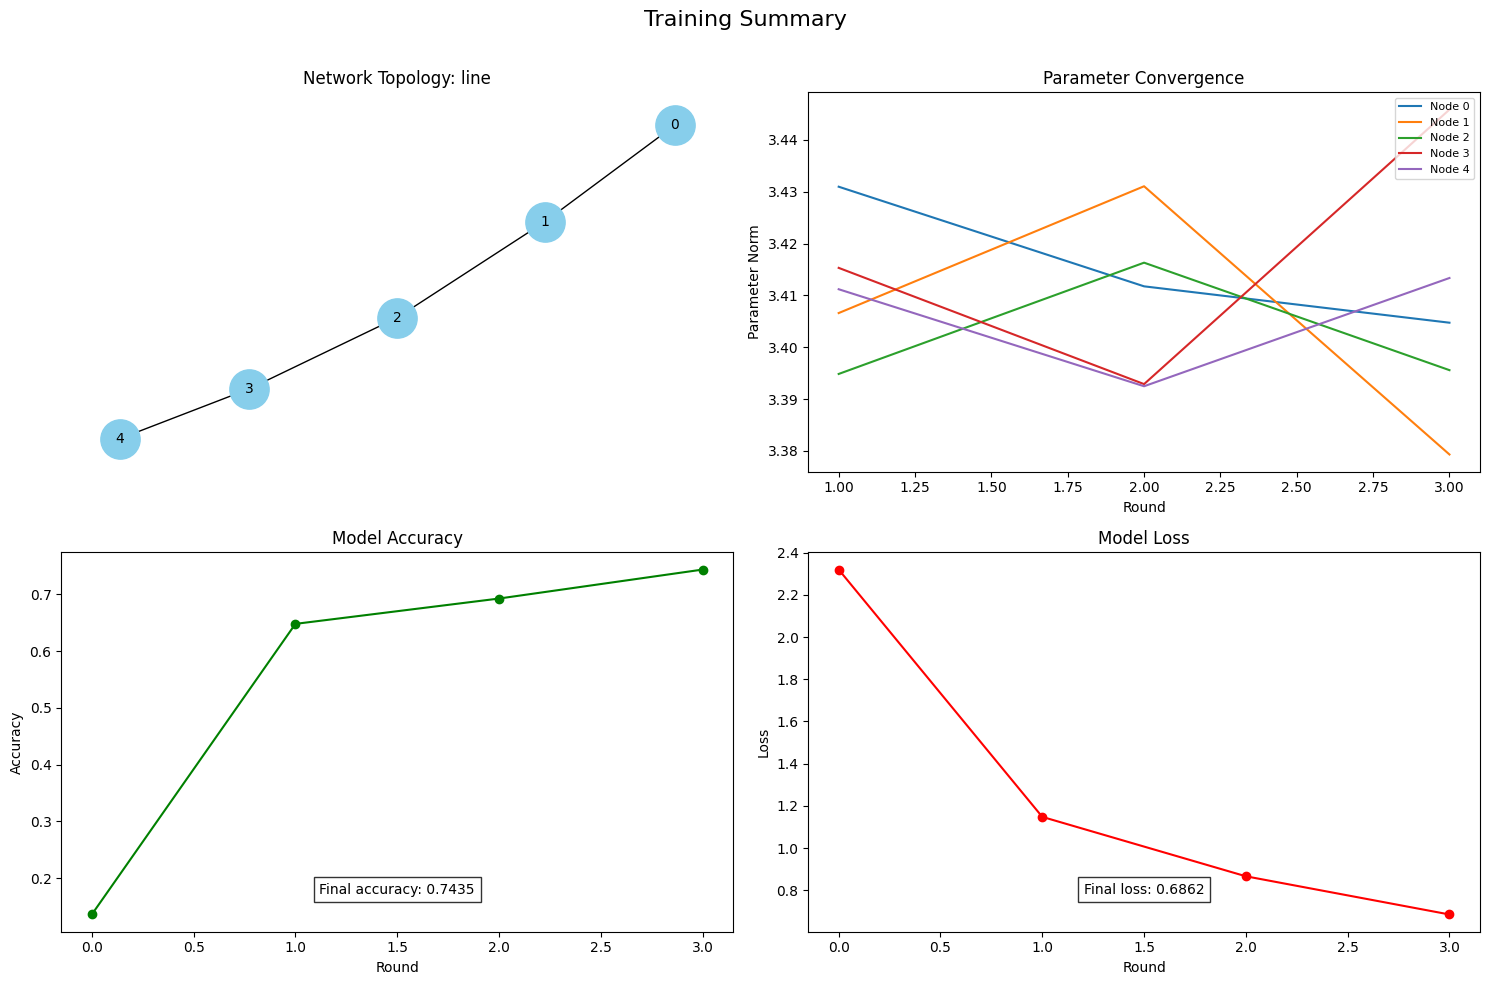 Training Summary
Network Topology: line
0
1
2
3
4
Parameter Convergence
Node 0
Node 1
Node 2
Node 3
Node 4
Parameter Norm
3.44
3.43
3.42
3.41
3.40
3.39
3.38
1.00 1.25 1.50 1.75 2.00 2.25 2.50 2.75 3.00
Round
Model Accuracy
Accuracy
0.7
0.6
0.5
0.4
0.3
0.2
Final accuracy: 0.7435
0.0 0.5 1.0 1.5 2.0 2.5 3.0
Round
Model Loss
Loss
2.4
2.2
2.0
1.8
1.6
1.4
1.2
1.0
0.8
Final loss: 0.6862
0.0 0.5 1.0 1.5 2.0 2.5 3.0
Round